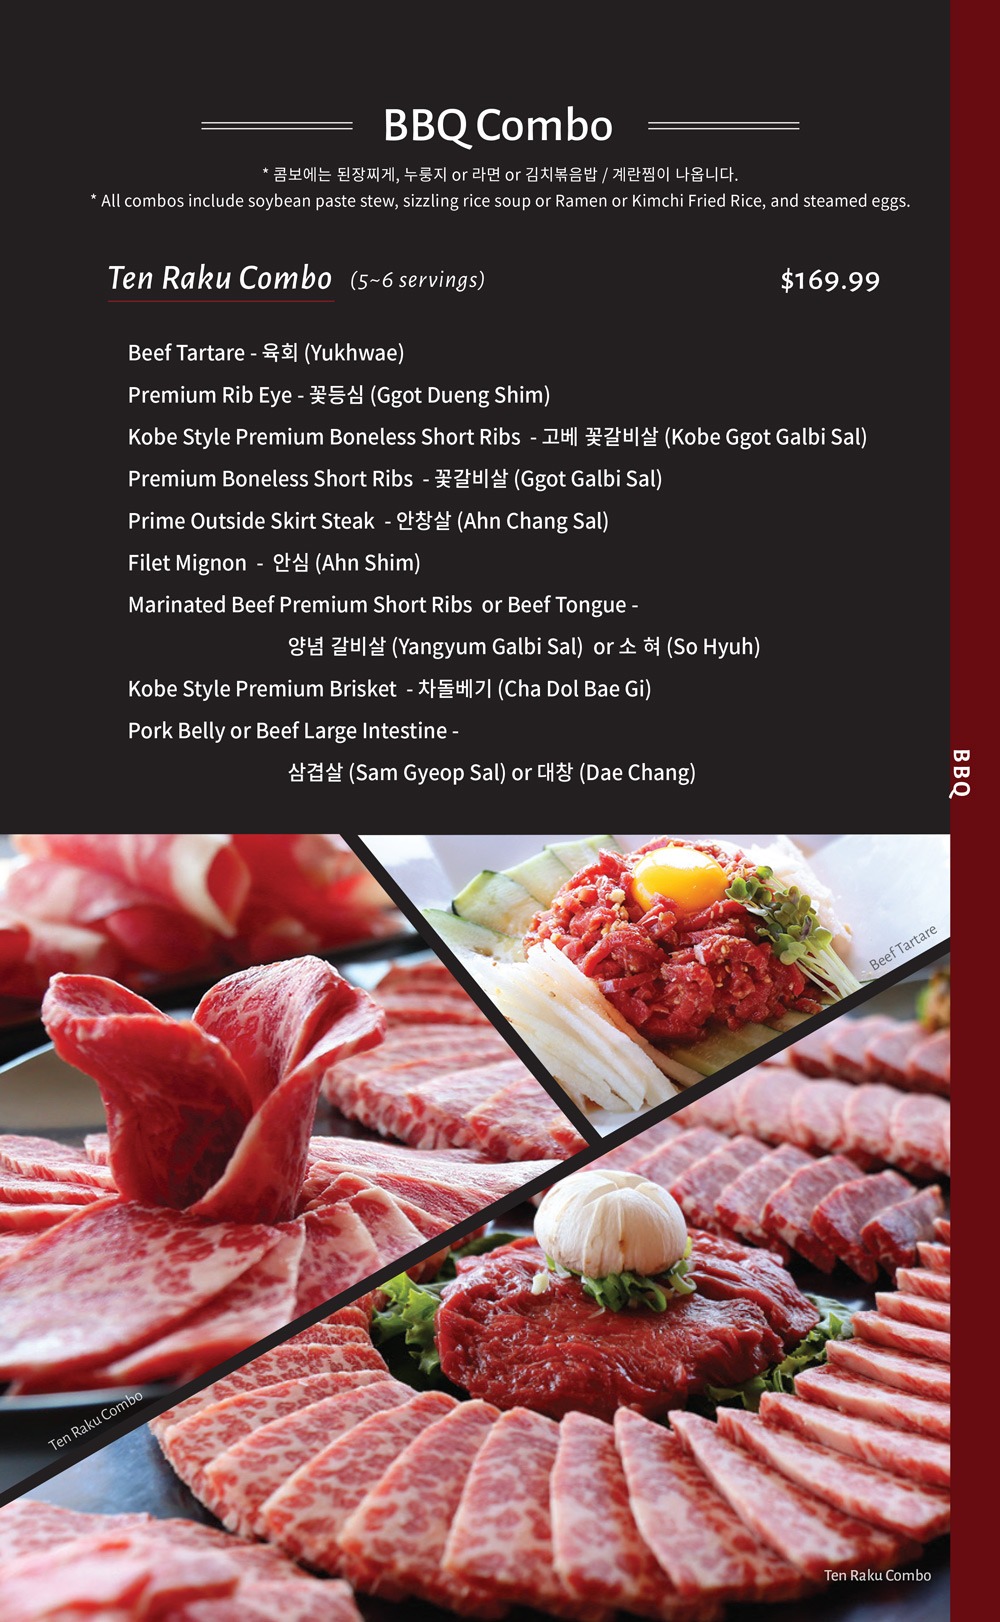 BBQ Combo
* 콤보에는 된장찌게, 누룽지 or 라면 or 김치볶음밥 / 계란찜이 나옵니다.
* All combos include soybean paste stew, sizzling rice soup or Ramen or Kimchi Fried Rice, and steamed eggs.
Ten Raku Combo (5~6 servings) $169.99
Beef Tartare - 육회 (Yukhwae)
Premium Rib Eye - 꽃등심 (Ggot Dueng Shim)
Kobe Style Premium Boneless Short Ribs - 고베 꽃갈비살 (Kobe Ggot Galbi Sal)
Premium Boneless Short Ribs - 꽃갈비살 (Ggot Galbi Sal)
Prime Outside Skirt Steak - 안창살 (Ahn Chang Sal)
Filet Mignon - 안심 (Ahn Shim)
Marinated Beef Premium Short Ribs or Beef Tongue -
양념 갈비살 (Yangyum Galbi Sal) or 소 혀 (So Hyuh)
Kobe Style Premium Brisket - 차돌베기 (Cha Dol Bae Gi)
Pork Belly or Beef Large Intestine -
삼겹살 (Sam Gyeop Sal) or 대창 (Dae Chang)
BBQ
Beef Tartare
Ten Raku Combo
Ten Raku Combo